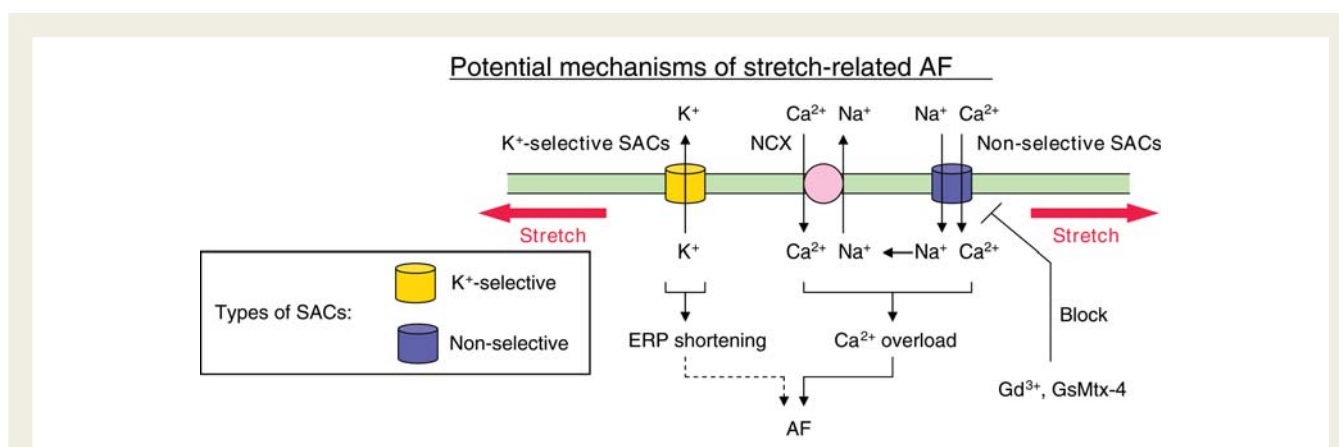 Potential mechanisms of stretch-related AF
K⁺ Ca²⁺ Na⁺ Na⁺ Ca²⁺
K⁺-selective SACs NCX Non-selective SACs
Stretch Stretch
K⁺ Ca²⁺ Na⁺ Na⁺ Ca²⁺
Types of SACs:
K⁺-selective
Non-selective
Block
ERP shortening Ca²⁺ overload
Gd³⁺, GsMtx-4
AF